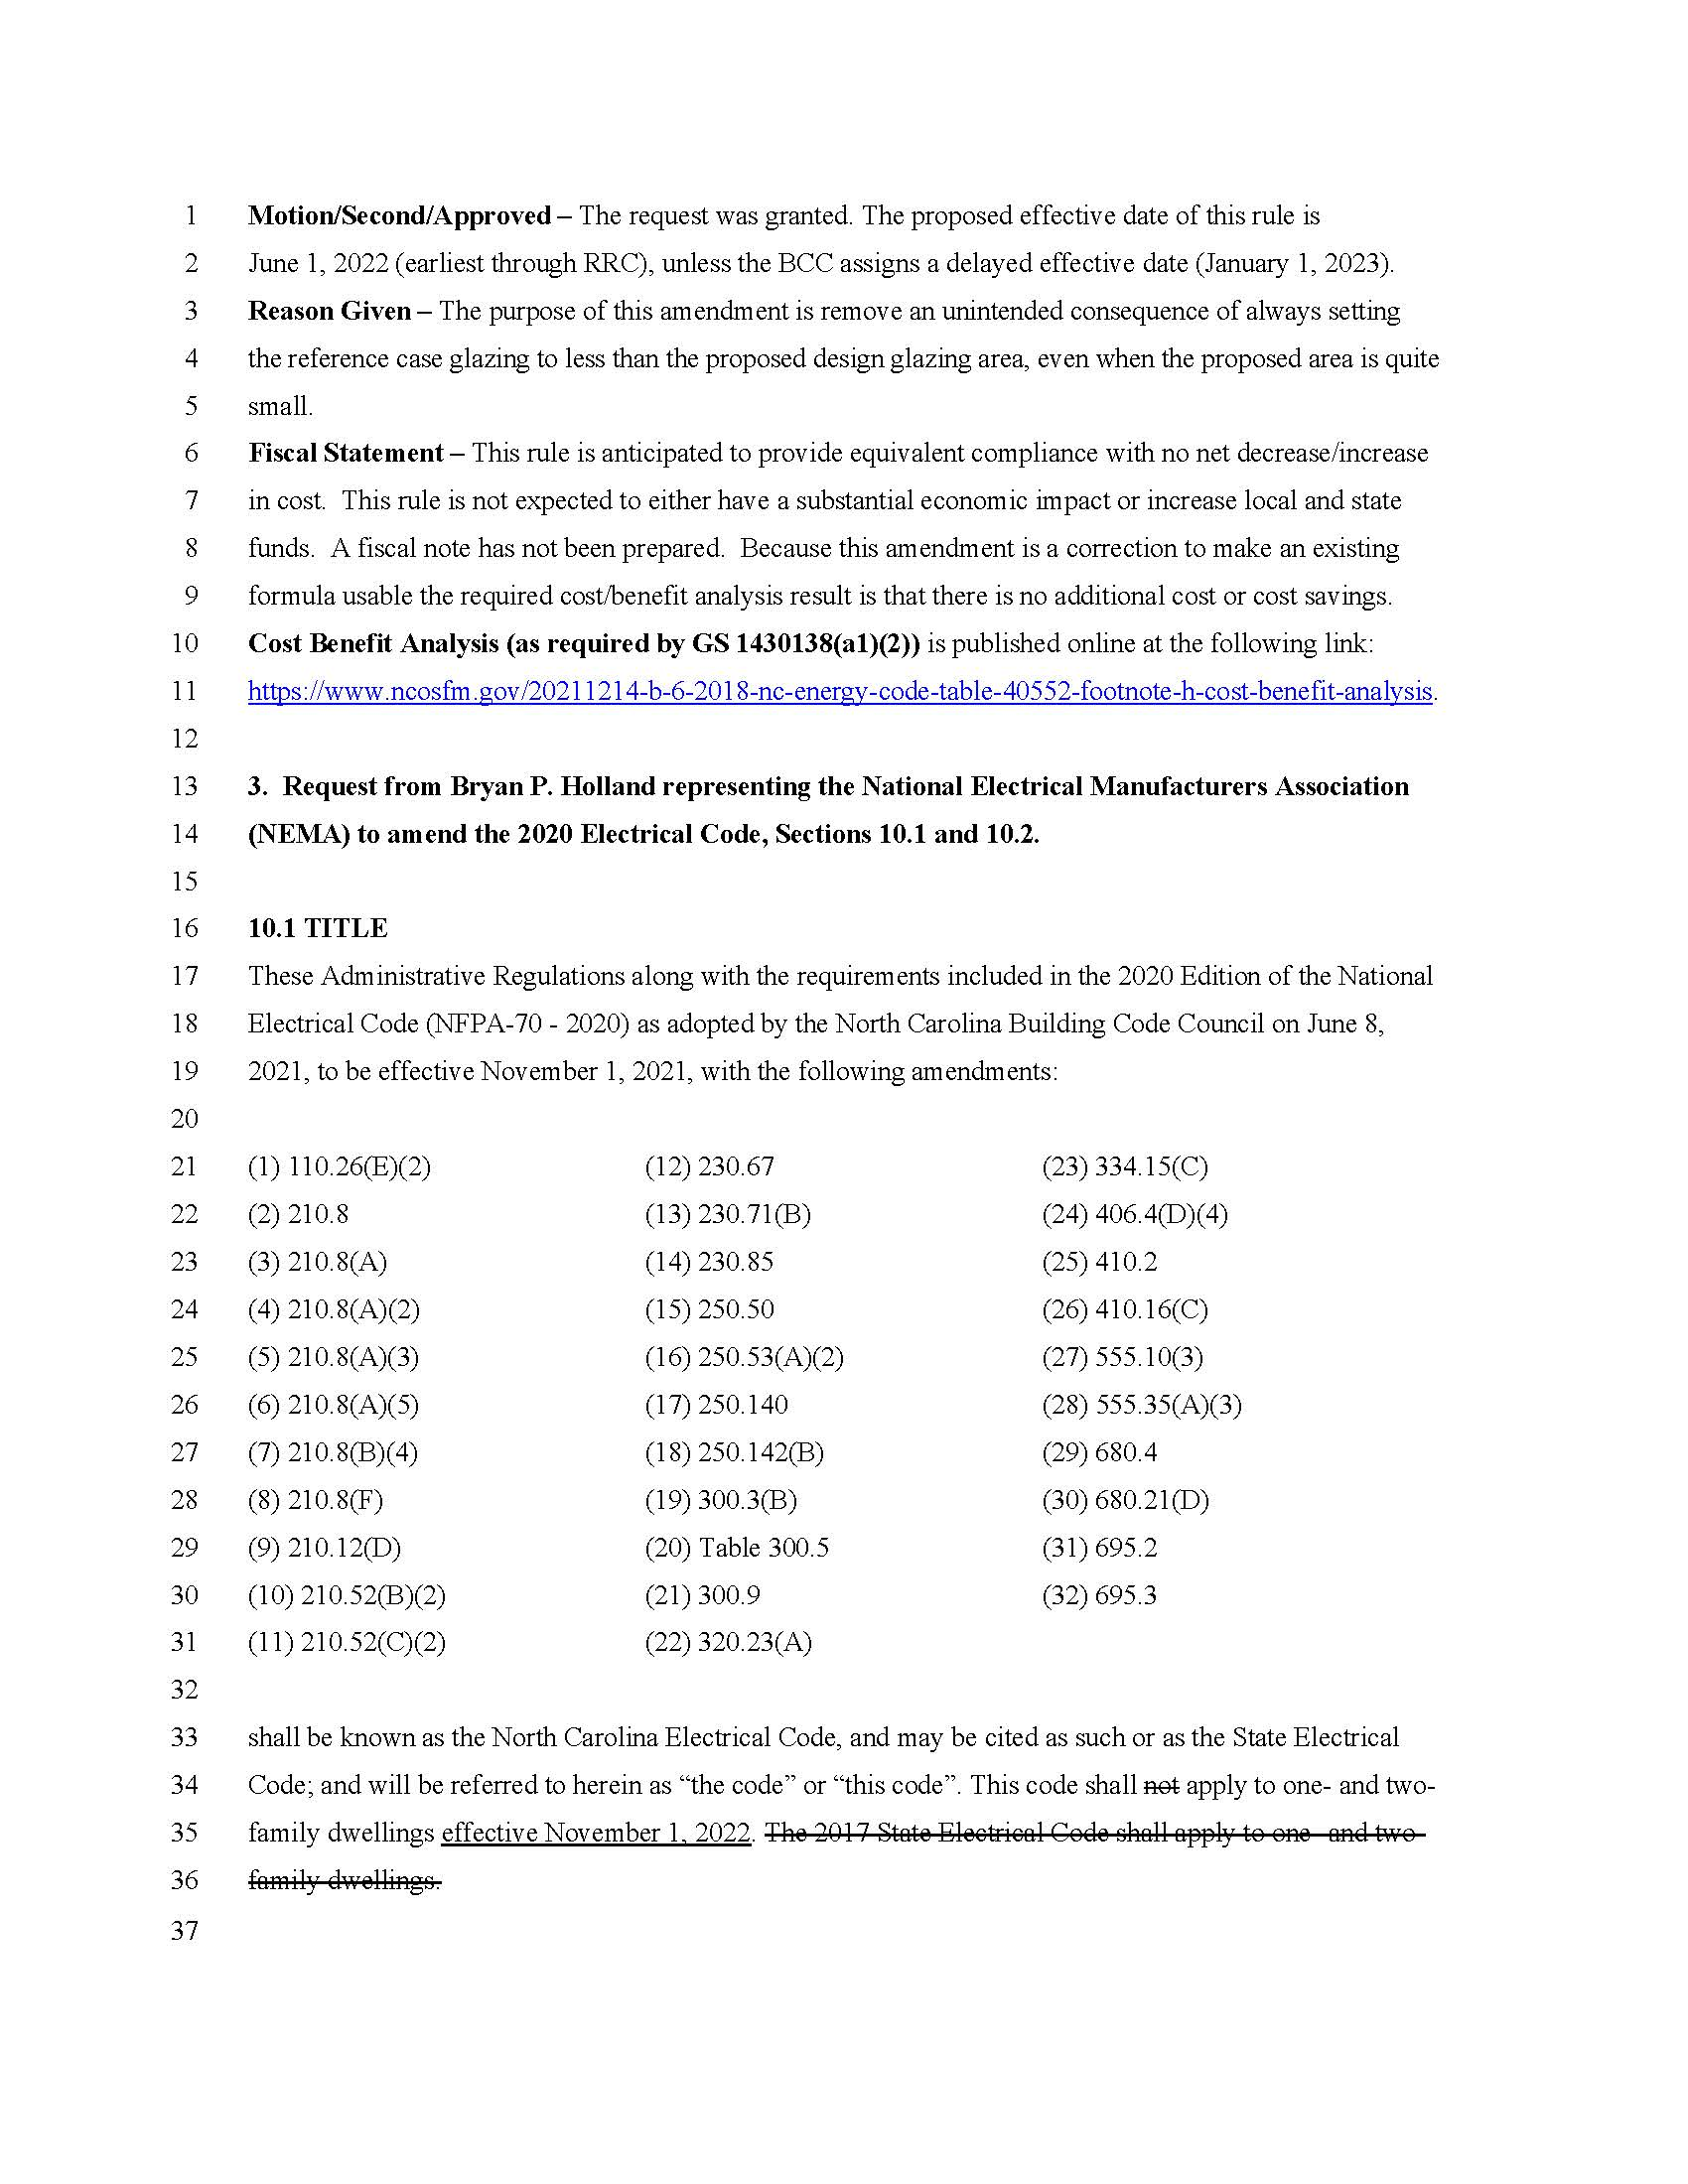 1 Motion/Second/Approved – The request was granted. The proposed effective date of this rule is
2 June 1, 2022 (earliest through RRC), unless the BCC assigns a delayed effective date (January 1, 2023).
3 Reason Given – The purpose of this amendment is remove an unintended consequence of always setting
4 the reference case glazing to less than the proposed design glazing area, even when the proposed area is quite
5 small.
6 Fiscal Statement – This rule is anticipated to provide equivalent compliance with no net decrease/increase
7 in cost.  This rule is not expected to either have a substantial economic impact or increase local and state
8 funds.  A fiscal note has not been prepared.  Because this amendment is a correction to make an existing
9 formula usable the required cost/benefit analysis result is that there is no additional cost or cost savings.
10 Cost Benefit Analysis (as required by GS 1430138(a1)(2)) is published online at the following link:
11 https://www.ncosfm.gov/20211214-b-6-2018-nc-energy-code-table-40552-footnote-h-cost-benefit-analysis.
12
13 3.  Request from Bryan P. Holland representing the National Electrical Manufacturers Association
14 (NEMA) to amend the 2020 Electrical Code, Sections 10.1 and 10.2.
15
16 10.1 TITLE
17 These Administrative Regulations along with the requirements included in the 2020 Edition of the National
18 Electrical Code (NFPA-70 - 2020) as adopted by the North Carolina Building Code Council on June 8,
19 2021, to be effective November 1, 2021, with the following amendments:
20
21 (1) 110.26(E)(2) (12) 230.67 (23) 334.15(C)
22 (2) 210.8 (13) 230.71(B) (24) 406.4(D)(4)
23 (3) 210.8(A) (14) 230.85 (25) 410.2
24 (4) 210.8(A)(2) (15) 250.50 (26) 410.16(C)
25 (5) 210.8(A)(3) (16) 250.53(A)(2) (27) 555.10(3)
26 (6) 210.8(A)(5) (17) 250.140 (28) 555.35(A)(3)
27 (7) 210.8(B)(4) (18) 250.142(B) (29) 680.4
28 (8) 210.8(F) (19) 300.3(B) (30) 680.21(D)
29 (9) 210.12(D) (20) Table 300.5 (31) 695.2
30 (10) 210.52(B)(2) (21) 300.9 (32) 695.3
31 (11) 210.52(C)(2) (22) 320.23(A)
32
33 shall be known as the North Carolina Electrical Code, and may be cited as such or as the State Electrical
34 Code; and will be referred to herein as “the code” or “this code”. This code shall not apply to one- and two-
35 family dwellings effective November 1, 2022. The 2017 State Electrical Code shall apply to one- and two-
36 family dwellings.
37